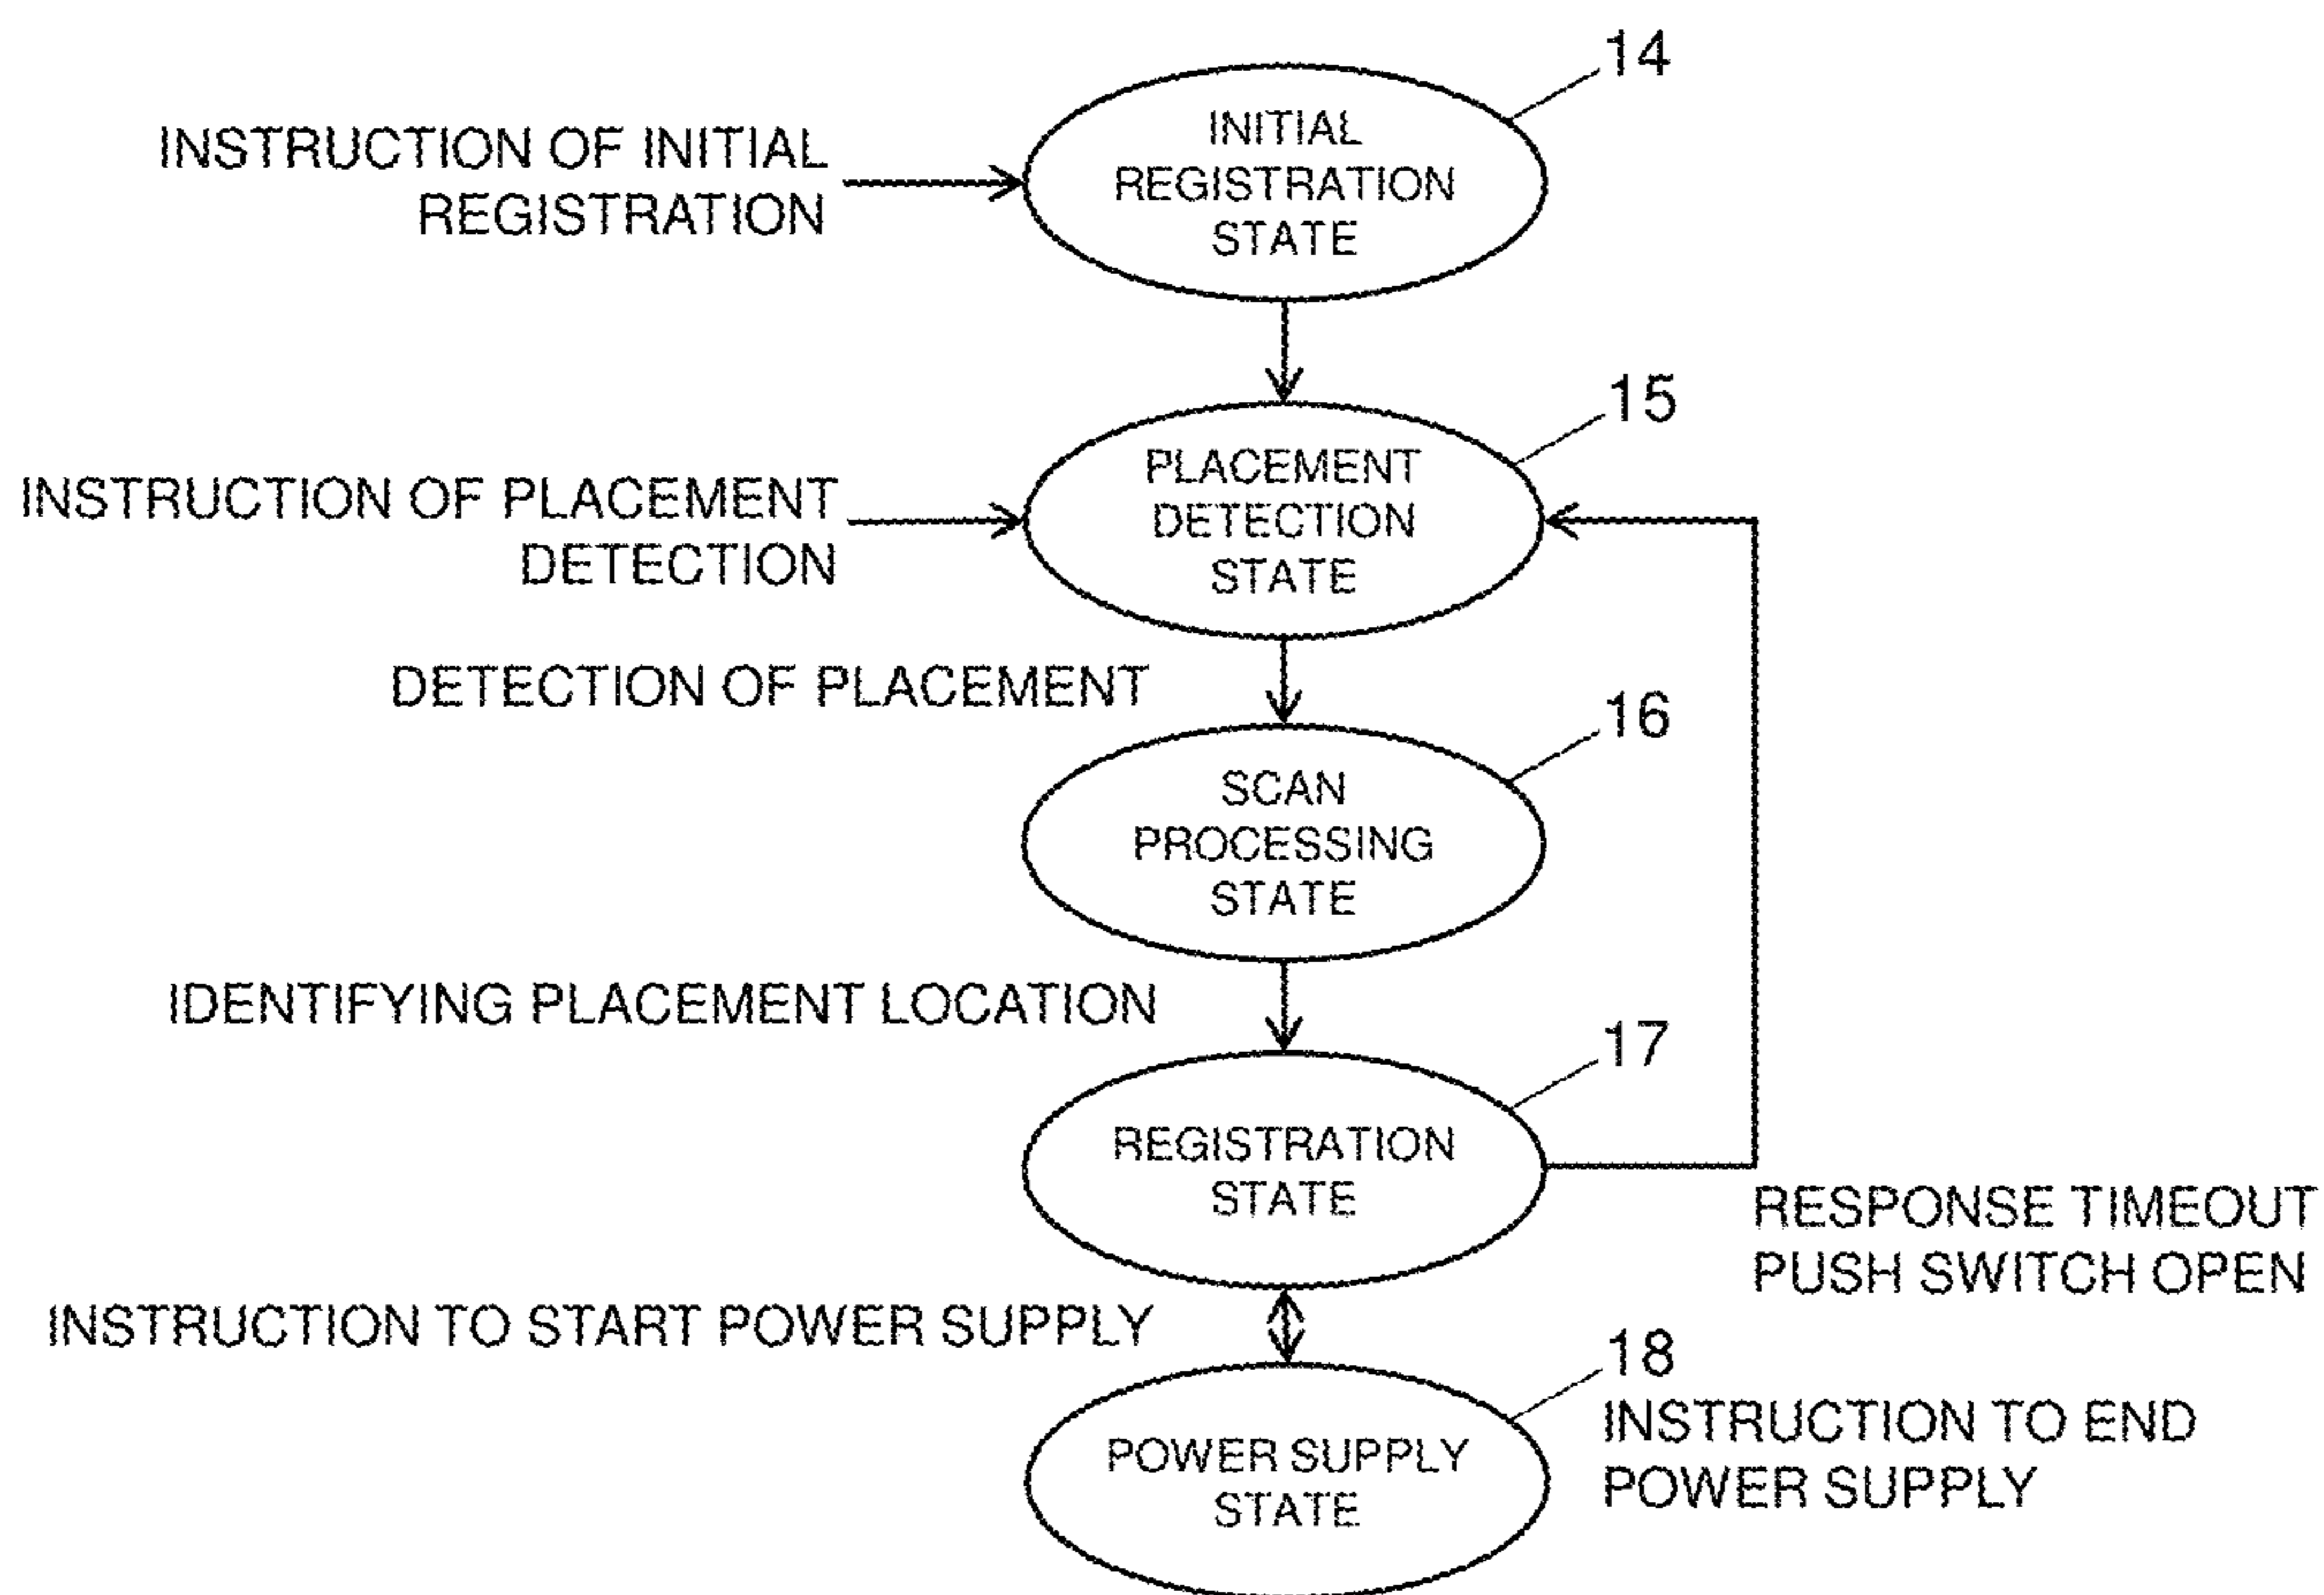 14
INSTRUCTION OF INITIAL
REGISTRATION
INITIAL
REGISTRATION
STATE
15
INSTRUCTION OF PLACEMENT
DETECTION
PLACEMENT
DETECTION
STATE
DETECTION OF PLACEMENT
16
SCAN
PROCESSING
STATE
IDENTIFYING PLACEMENT LOCATION
17
REGISTRATION
STATE
RESPONSE TIMEOUT
PUSH SWITCH OPEN
INSTRUCTION TO START POWER SUPPLY
18
POWER SUPPLY
STATE
INSTRUCTION TO END
POWER SUPPLY